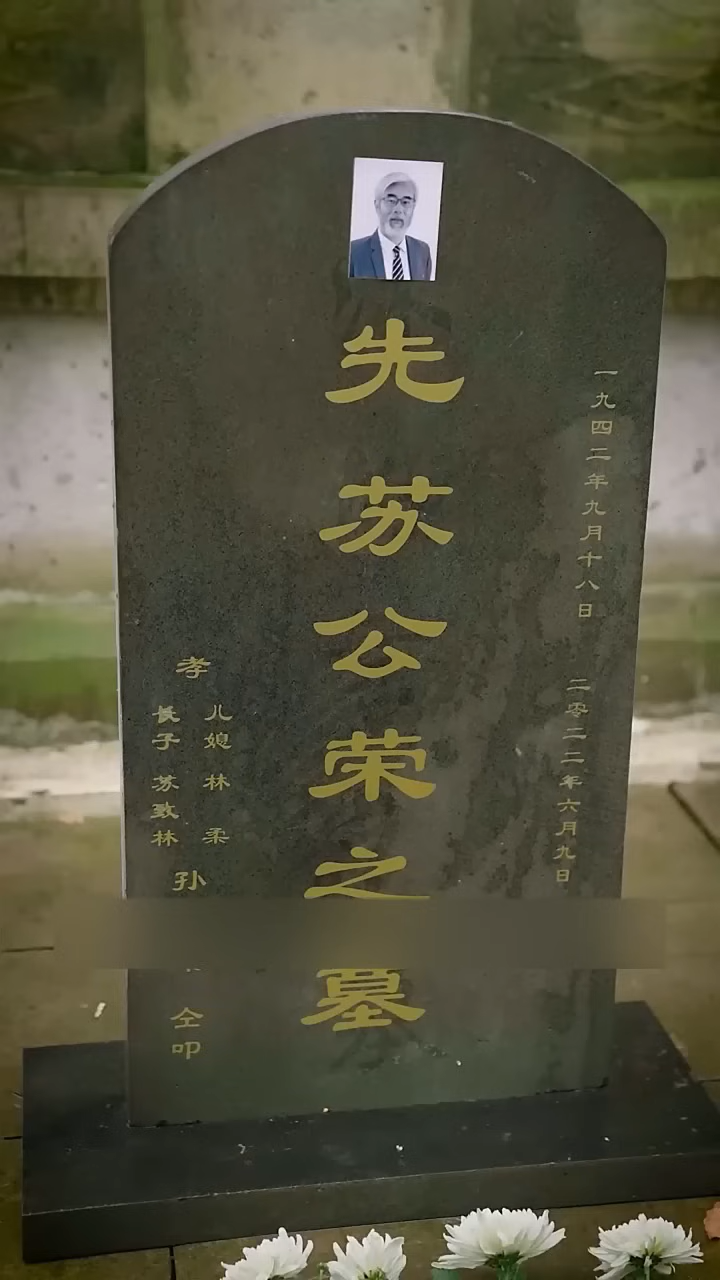 一九四二年九月十八日
二零二二年六月九日
先苏公荣之墓
孝
儿媳 林柔
长子 苏致林
孙
仝叩